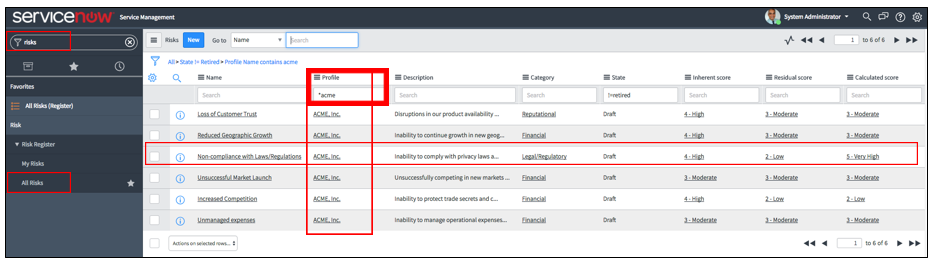 servicenow Service Management System Administrator
risks
Risks New Go to Name Search 1 to 6 of 6
All > State != Retired > Profile Name contains acme
Name Profile Description Category State Inherent score Residual score Calculated score
Search *acme Search Search !=retired Search Search Search
Favorites
All Risks (Register)
Risk
Risk Register
My Risks
All Risks
Loss of Customer Trust ACME, Inc. Disruptions in our product availability ... Reputational Draft 4 - High 3 - Moderate 3 - Moderate
Reduced Geographic Growth ACME, Inc. Inability to continue growth in new geog... Financial Draft 4 - High 3 - Moderate 3 - Moderate
Non-compliance with Laws/Regulations ACME, Inc. Inability to comply with privacy laws a... Legal/Regulatory Draft 4 - High 2 - Low 5 - Very High
Unsuccessful Market Launch ACME, Inc. Unsuccessfully competing in new markets ... Financial Draft 3 - Moderate 3 - Moderate 3 - Moderate
Increased Competition ACME, Inc. Inability to protect trade secrets and c... Financial Draft 4 - High 2 - Low 2 - Low
Unmanaged expenses ACME, Inc. Inability to manage operational expenses... Financial Draft 3 - Moderate 3 - Moderate 3 - Moderate
Actions on selected rows... 1 to 6 of 6